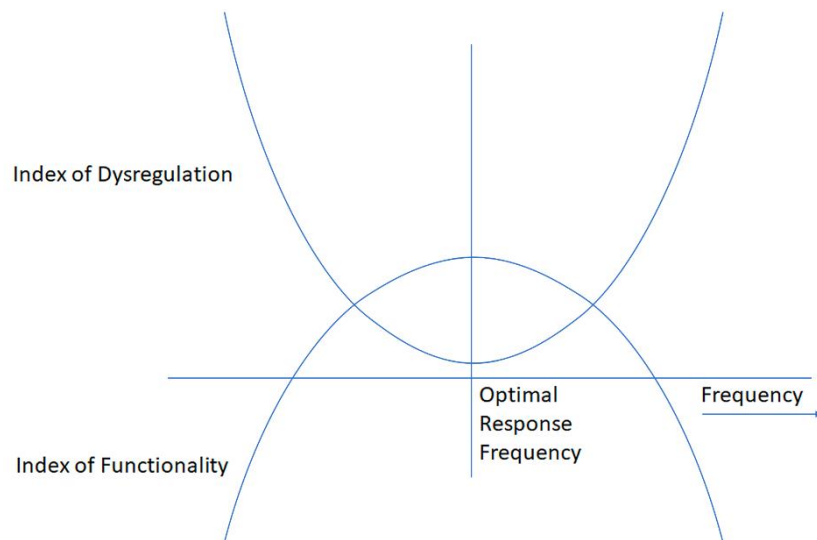 Index of Dysregulation
Optimal
Response
Frequency
Frequency
Index of Functionality